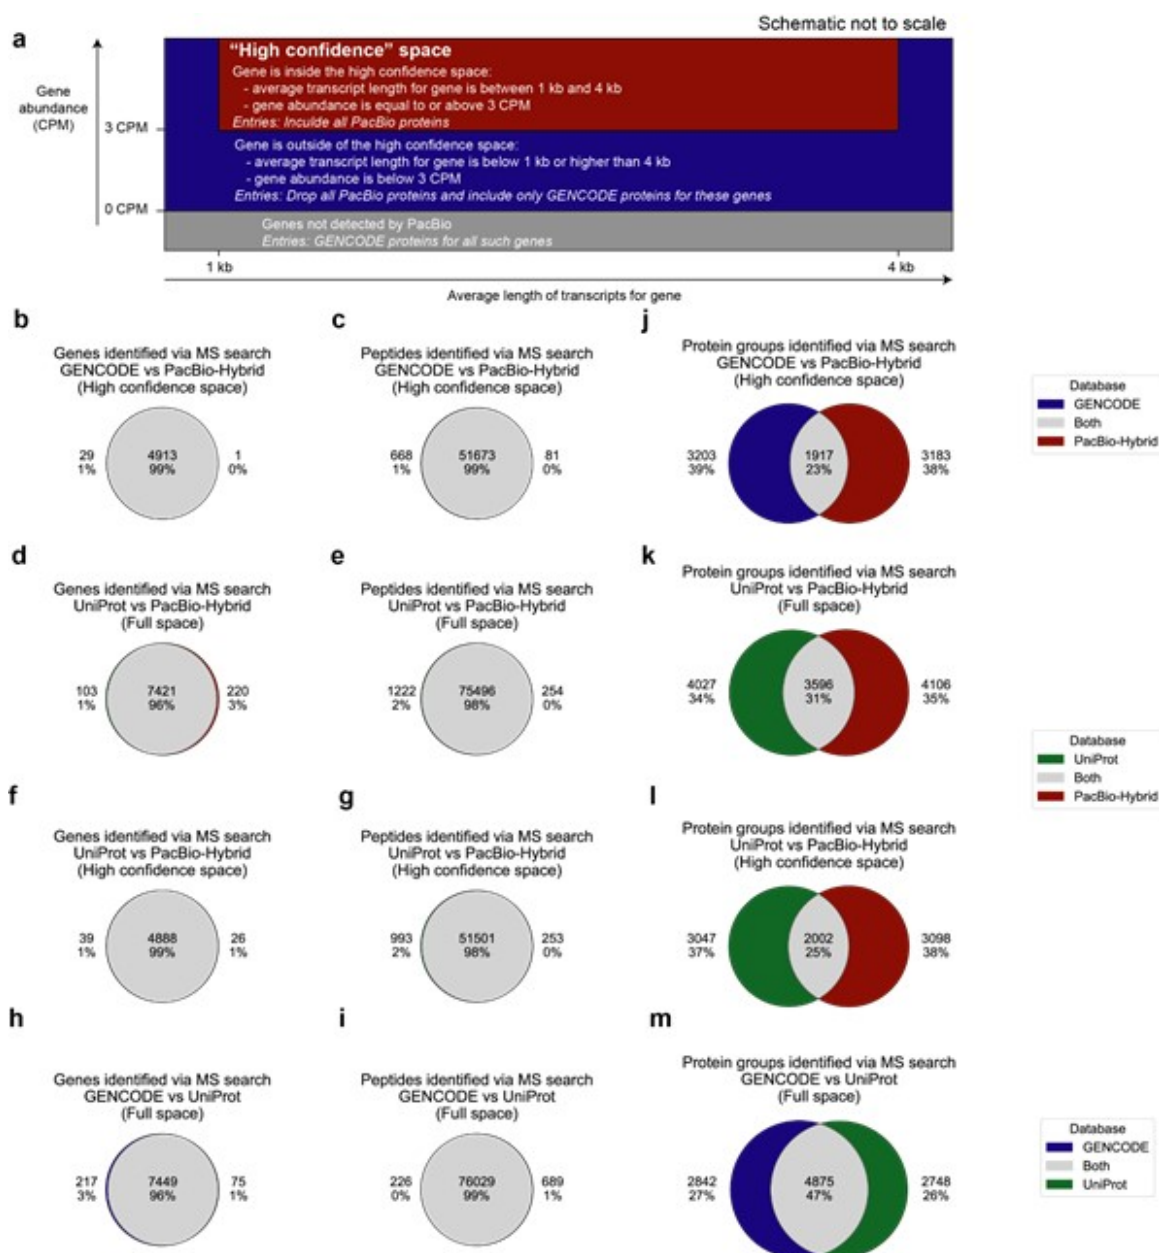 Schematic not to scale
a
Gene
abundance
(CPM)
3 CPM
0 CPM
“High confidence” space
Gene is inside the high confidence space:
- average transcript length for gene is between 1 kb and 4 kb
- gene abundance is equal to or above 3 CPM
Entries: Inculde all PacBio proteins
Gene is outside of the high confidence space:
- average transcript length for gene is below 1 kb or higher than 4 kb
- gene abundance is below 3 CPM
Entries: Drop all PacBio proteins and include only GENCODE proteins for these genes
Genes not detected by PacBio
Entries: GENCODE proteins for all such genes
1 kb
4 kb
Average length of transcripts for gene
b
Genes identified via MS search
GENCODE vs PacBio-Hybrid
(High confidence space)
29
1%
4913
99%
1
0%
c
Peptides identified via MS search
GENCODE vs PacBio-Hybrid
(High confidence space)
668
1%
51673
99%
81
0%
j
Protein groups identified via MS search
GENCODE vs PacBio-Hybrid
(High confidence space)
3203
39%
1917
23%
3183
38%
Database
GENCODE
Both
PacBio-Hybrid
d
Genes identified via MS search
UniProt vs PacBio-Hybrid
(Full space)
103
1%
7421
96%
220
3%
e
Peptides identified via MS search
UniProt vs PacBio-Hybrid
(Full space)
1222
2%
75496
98%
254
0%
k
Protein groups identified via MS search
UniProt vs PacBio-Hybrid
(Full space)
4027
34%
3596
31%
4106
35%
Database
UniProt
Both
PacBio-Hybrid
f
Genes identified via MS search
UniProt vs PacBio-Hybrid
(High confidence space)
39
1%
4888
99%
26
1%
g
Peptides identified via MS search
UniProt vs PacBio-Hybrid
(High confidence space)
993
2%
51501
98%
253
0%
l
Protein groups identified via MS search
UniProt vs PacBio-Hybrid
(High confidence space)
3047
37%
2002
25%
3098
38%
h
Genes identified via MS search
GENCODE vs UniProt
(Full space)
217
3%
7449
96%
75
1%
i
Peptides identified via MS search
GENCODE vs UniProt
(Full space)
226
0%
76029
99%
689
1%
m
Protein groups identified via MS search
GENCODE vs UniProt
(Full space)
2842
27%
4875
47%
2748
26%
Database
GENCODE
Both
UniProt